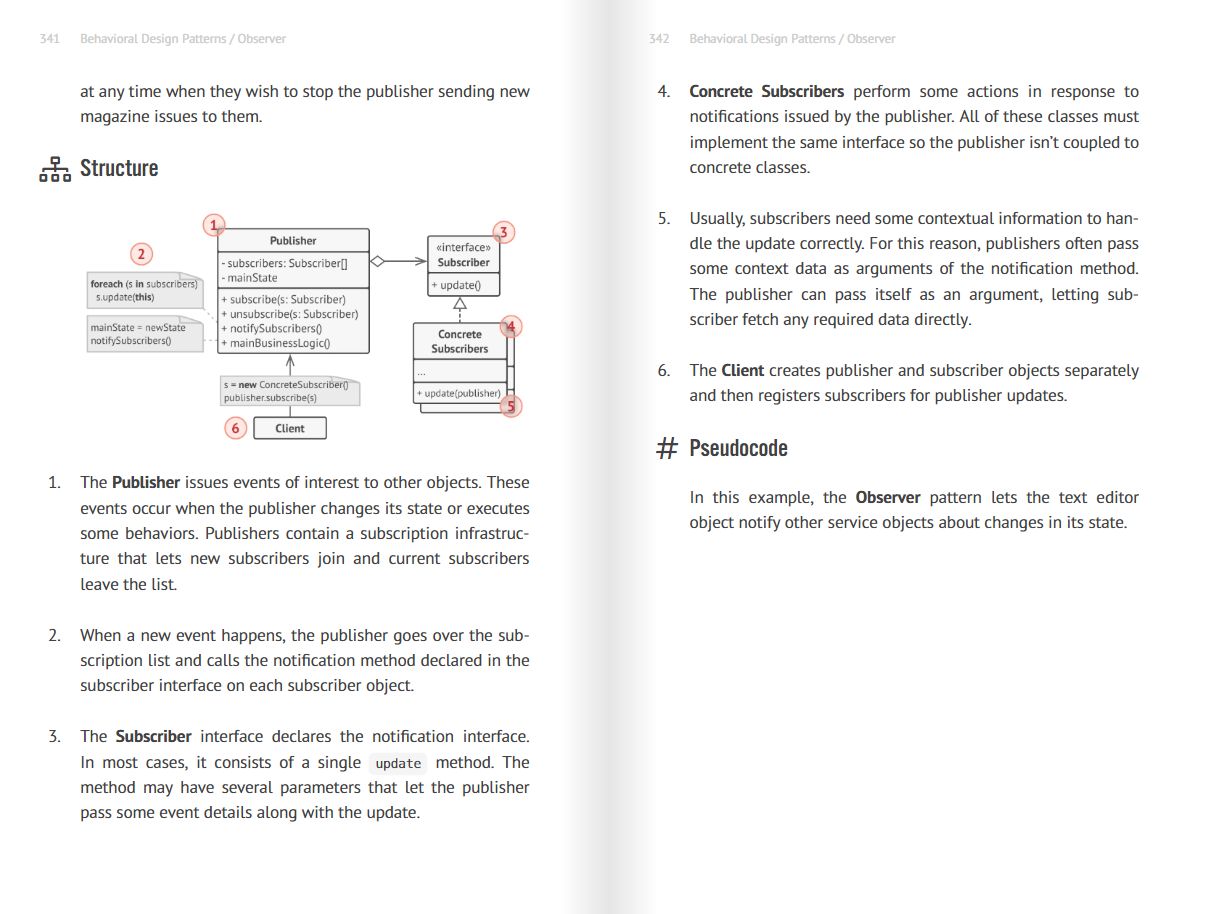 341 Behavioral Design Patterns / Observer
at any time when they wish to stop the publisher sending new
magazine issues to them.
Structure
1
Publisher
- subscribers: Subscriber[]
- mainState
+ subscribe(s: Subscriber)
+ unsubscribe(s: Subscriber)
+ notifySubscribers()
+ mainBusinessLogic()
2
foreach (s in subscribers)
s.update(this)
mainState = newState
notifySubscribers()
3
«interface»
Subscriber
+ update()
4
Concrete
Subscribers
...
+ update(publisher)
5
s = new ConcreteSubscriber()
publisher.subscribe(s)
6
Client
1. The Publisher issues events of interest to other objects. These
events occur when the publisher changes its state or executes
some behaviors. Publishers contain a subscription infrastruc-
ture that lets new subscribers join and current subscribers
leave the list.
2. When a new event happens, the publisher goes over the sub-
scription list and calls the notification method declared in the
subscriber interface on each subscriber object.
3. The Subscriber interface declares the notification interface.
In most cases, it consists of a single update method. The
method may have several parameters that let the publisher
pass some event details along with the update.
342 Behavioral Design Patterns / Observer
4. Concrete Subscribers perform some actions in response to
notifications issued by the publisher. All of these classes must
implement the same interface so the publisher isn't coupled to
concrete classes.
5. Usually, subscribers need some contextual information to han-
dle the update correctly. For this reason, publishers often pass
some context data as arguments of the notification method.
The publisher can pass itself as an argument, letting sub-
scriber fetch any required data directly.
6. The Client creates publisher and subscriber objects separately
and then registers subscribers for publisher updates.
# Pseudocode
In this example, the Observer pattern lets the text editor
object notify other service objects about changes in its state.